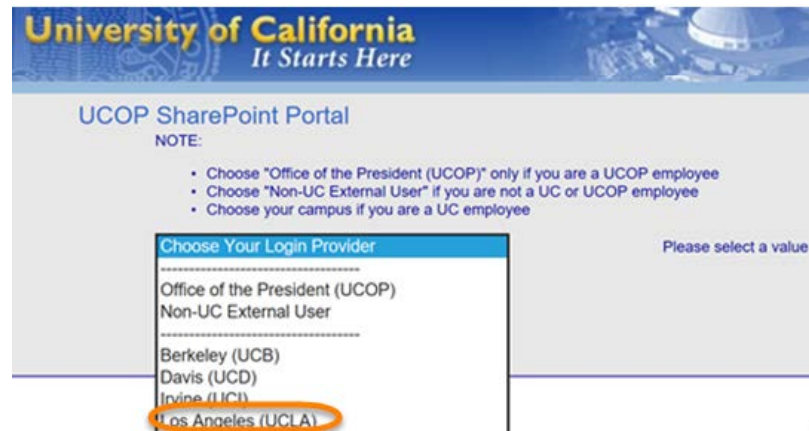 University of California
It Starts Here
UCOP SharePoint Portal
NOTE:
• Choose "Office of the President (UCOP)" only if you are a UCOP employee
• Choose "Non-UC External User" if you are not a UC or UCOP employee
• Choose your campus if you are a UC employee
Choose Your Login Provider
Please select a value
------------------------------------
Office of the President (UCOP)
Non-UC External User
------------------------------------
Berkeley (UCB)
Davis (UCD)
Irvine (UCI)
Los Angeles (UCLA)